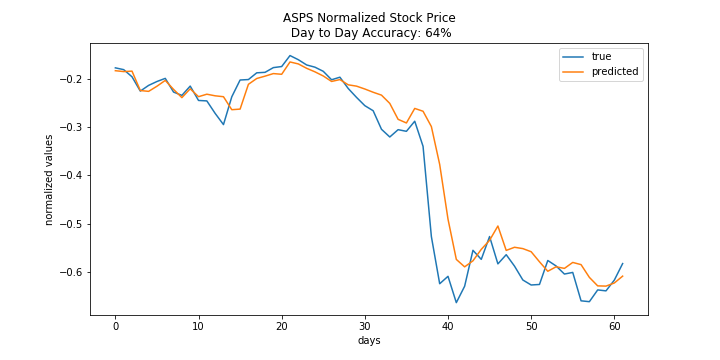 ASPS Normalized Stock Price
Day to Day Accuracy: 64%
true
predicted
normalized values
−0.2
−0.3
−0.4
−0.5
−0.6
0
10
20
30
40
50
60
days